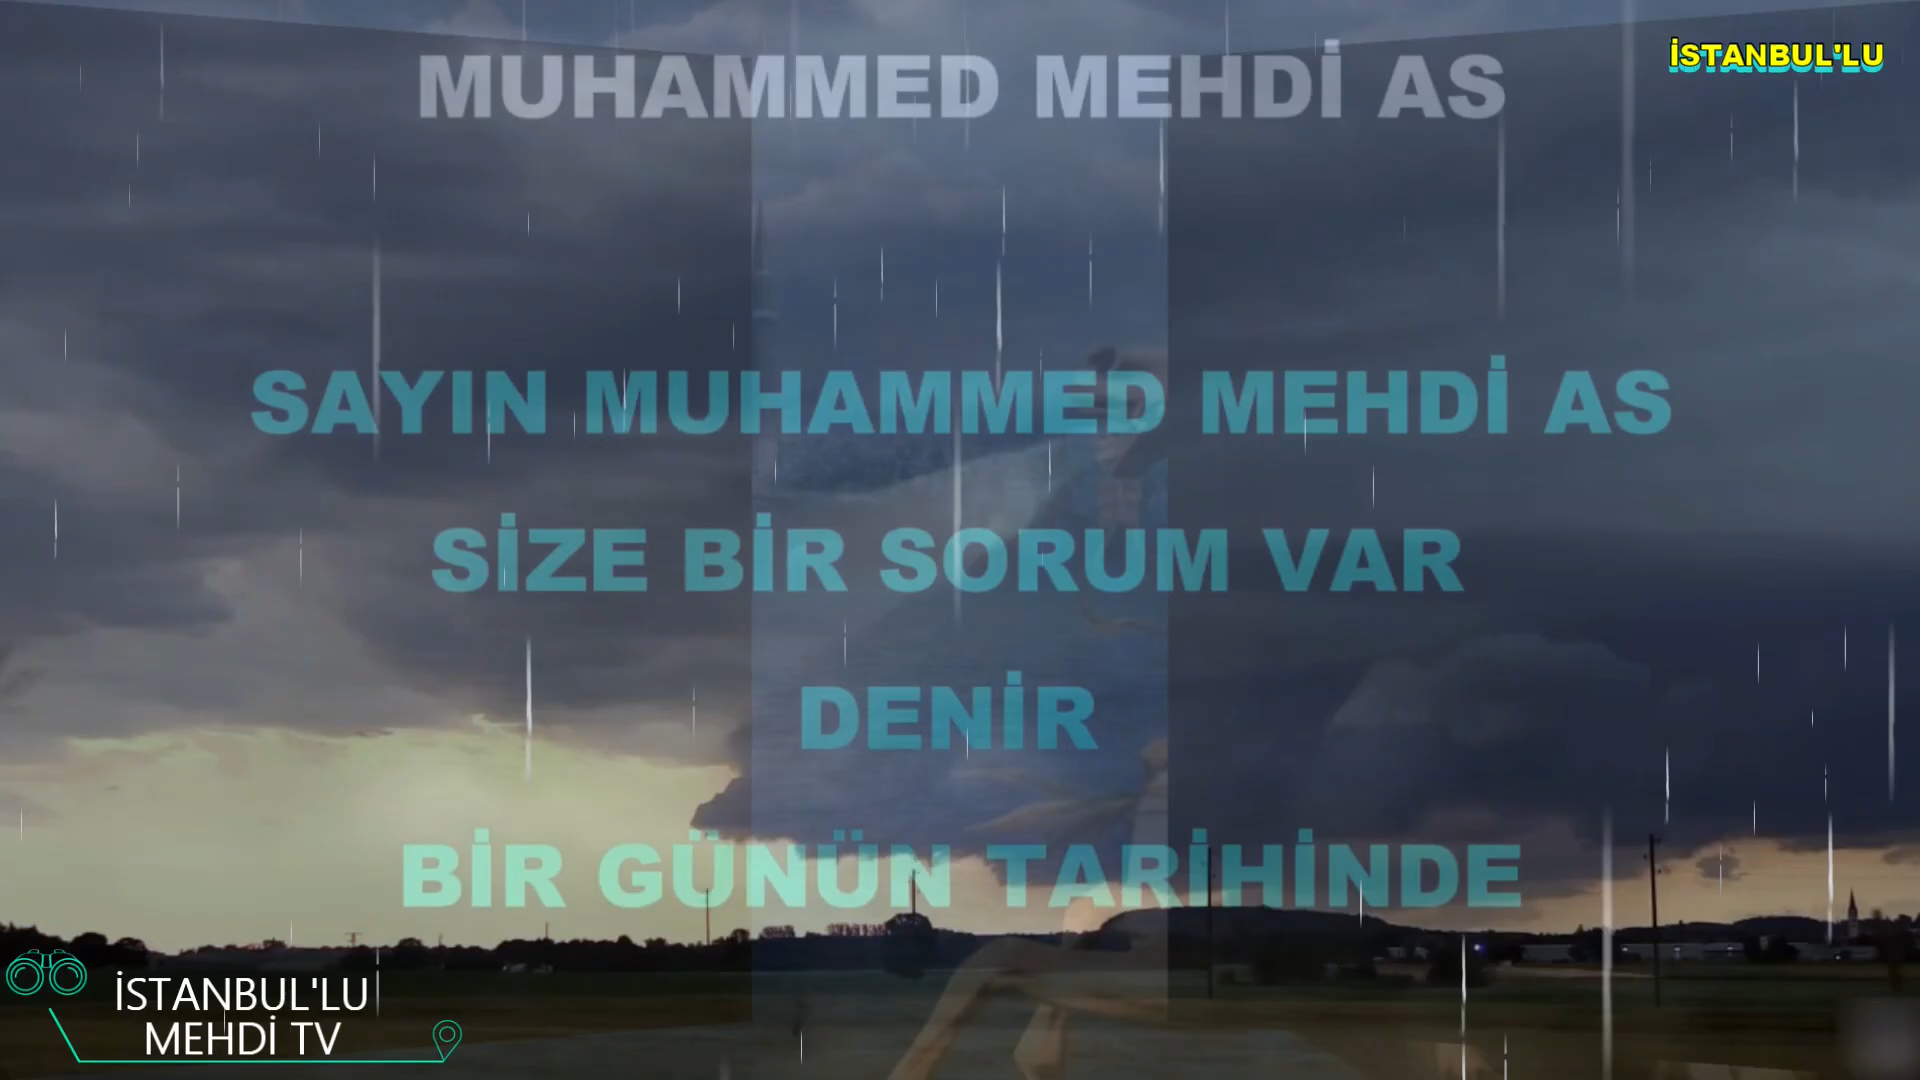 MUHAMMED MEHDİ AS
İSTANBUL'LU
SAYIN MUHAMMED MEHDİ AS
SİZE BİR SORUM VAR
DENİR
BİR GÜNÜN TARİHİNDE
İSTANBUL'LU
MEHDİ TV